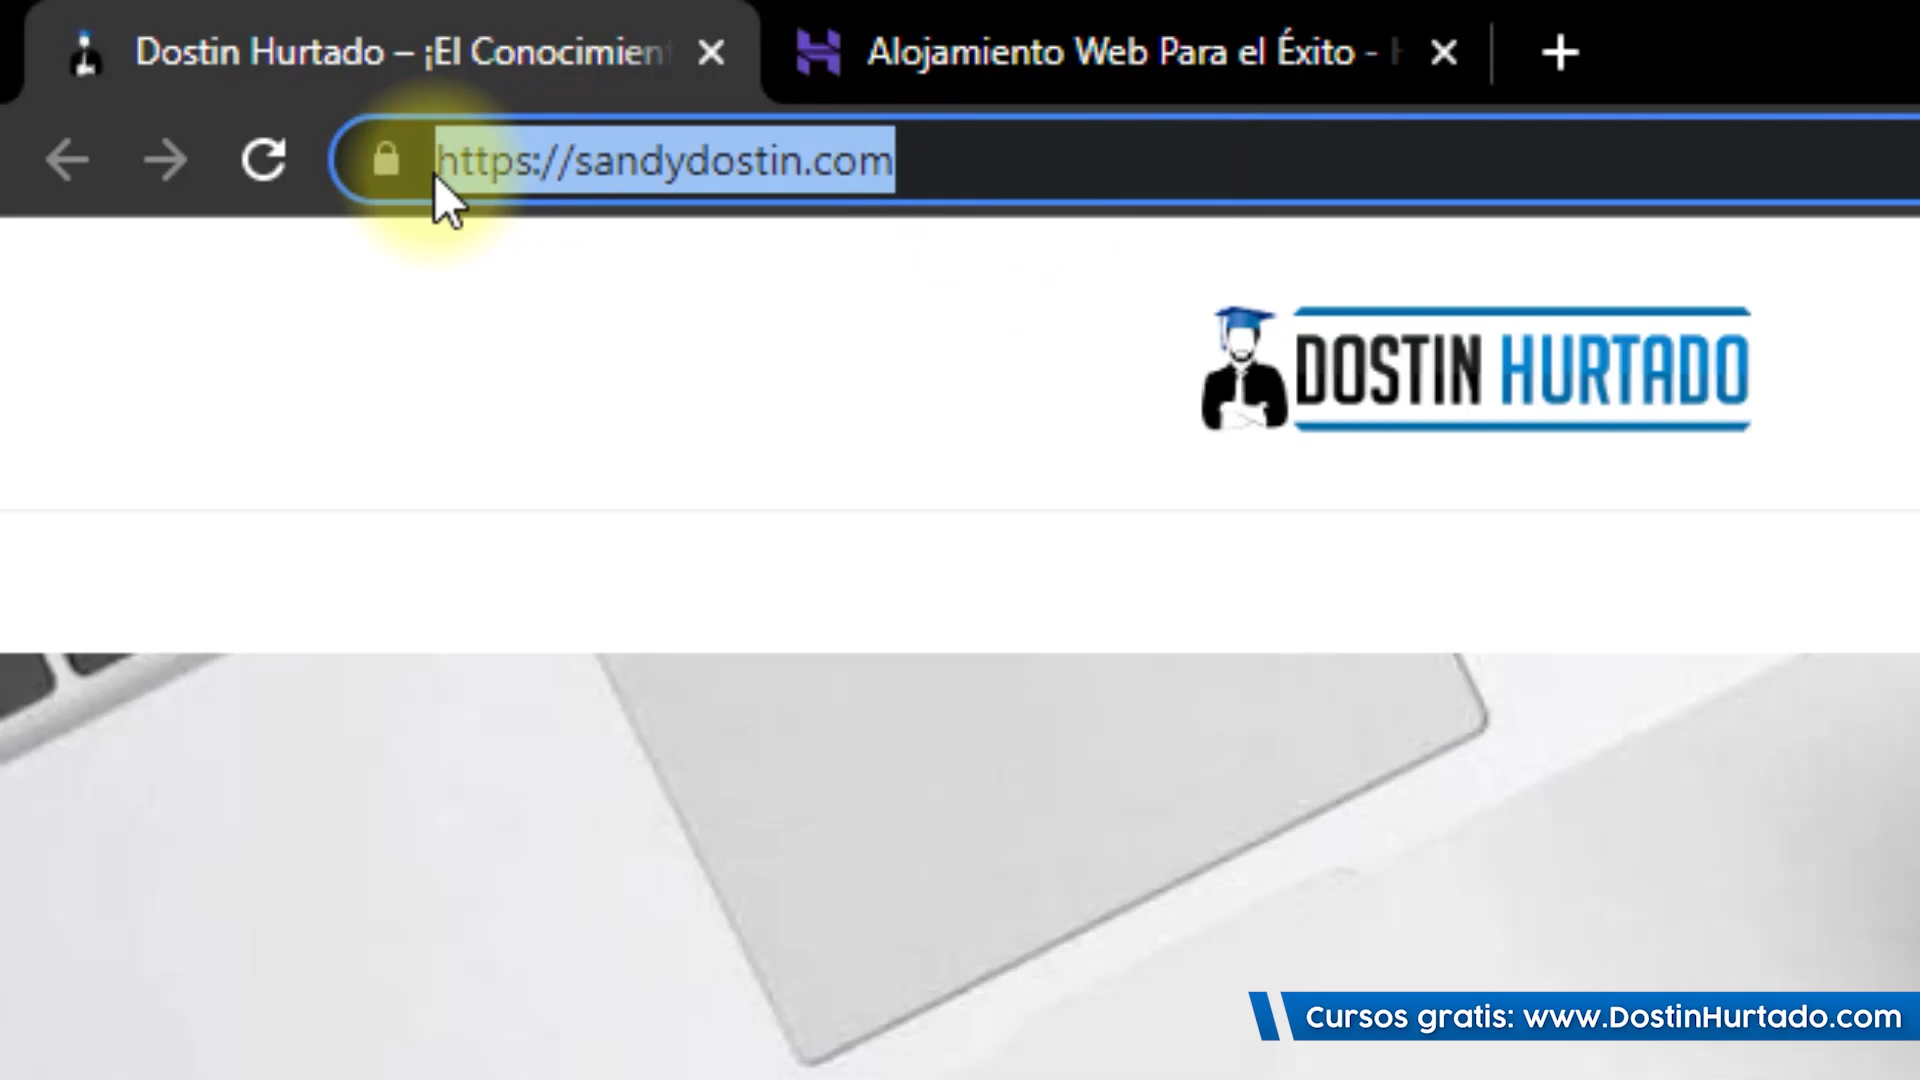 Dostin Hurtado – ¡El Conocimien
Alojamiento Web Para el Éxito -
https://sandydostin.com
DOSTIN HURTADO
Cursos gratis: www.DostinHurtado.com